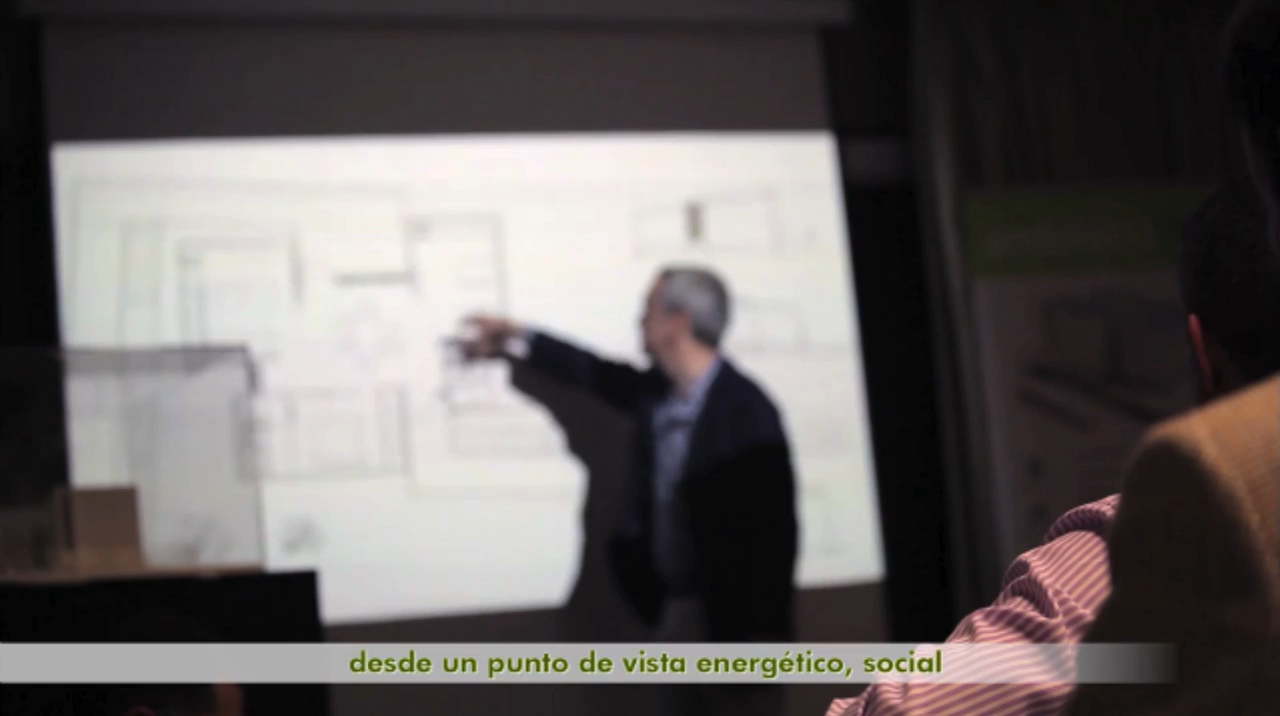 desde un punto de vista energético, social